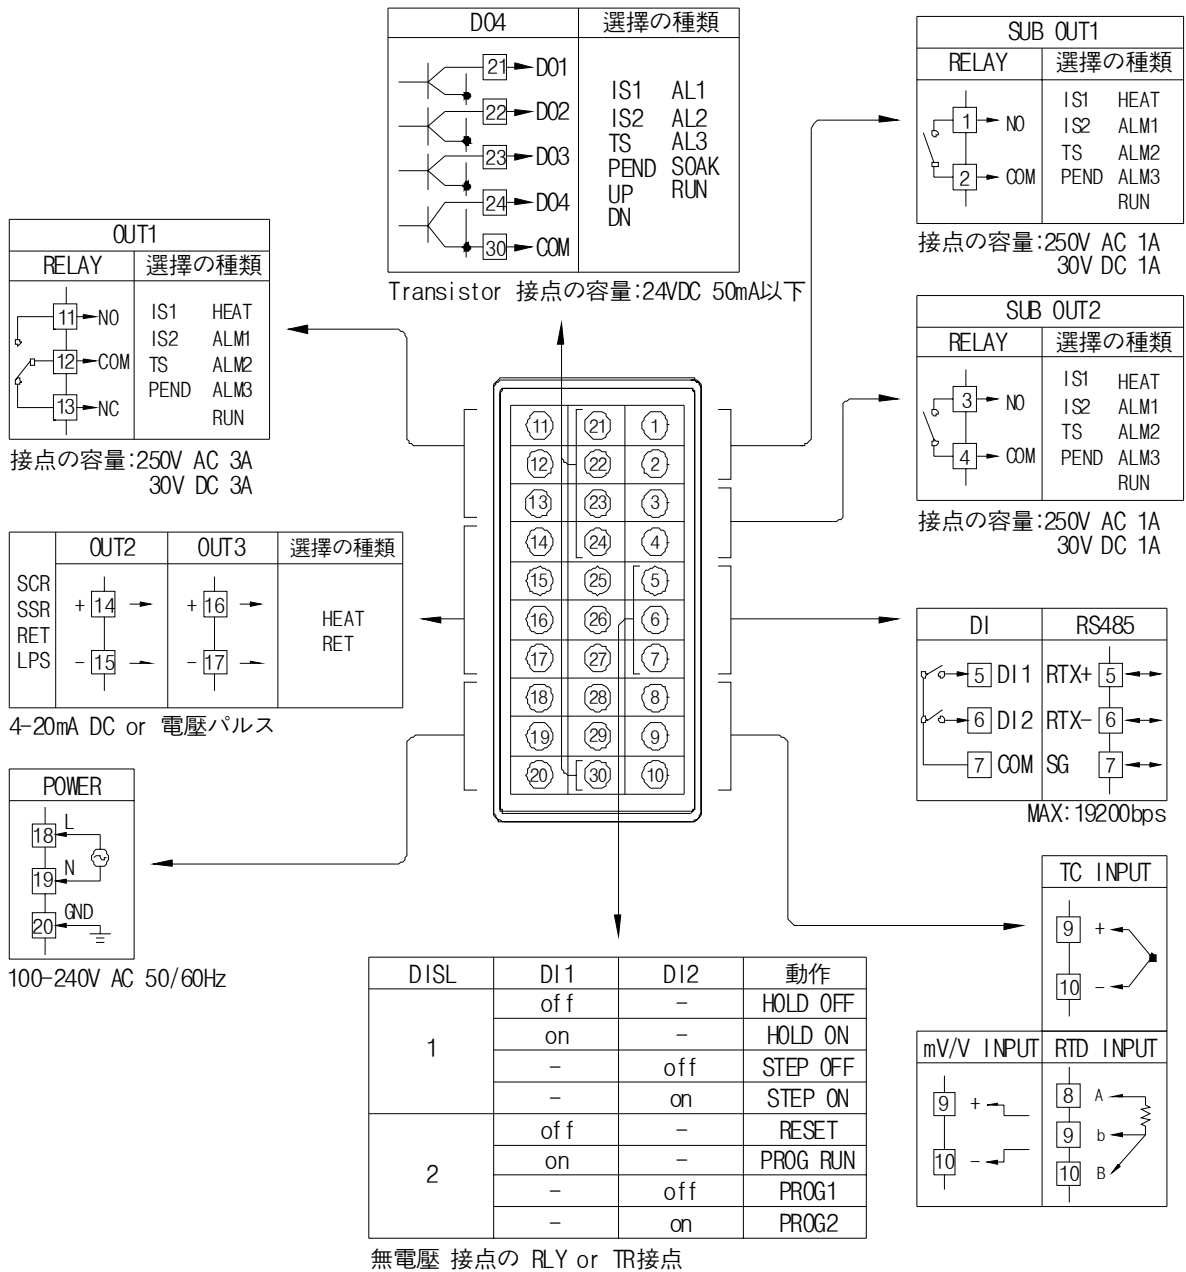 DO4 選擇の種類
21 DO1
22 DO2
23 DO3
24 DO4
30 COM
IS1 AL1
IS2 AL2
TS AL3
PEND SOAK
UP RUN
DN
Transistor 接点の容量:24VDC 50mA以下
SUB OUT1
RELAY 選擇の種類
1 NO
2 COM
IS1 HEAT
IS2 ALM1
TS ALM2
PEND ALM3
RUN
接点の容量:250V AC 1A
30V DC 1A
OUT1
RELAY 選擇の種類
11 NO
12 COM
13 NC
IS1 HEAT
IS2 ALM1
TS ALM2
PEND ALM3
RUN
接点の容量:250V AC 3A
30V DC 3A
SUB OUT2
RELAY 選擇の種類
3 NO
4 COM
IS1 HEAT
IS2 ALM1
TS ALM2
PEND ALM3
RUN
接点の容量:250V AC 1A
30V DC 1A
11 21 1
12 22 2
13 23 3
14 24 4
15 25 5
16 26 6
17 27 7
18 28 8
19 29 9
20 30 10
OUT2 OUT3 選擇の種類
SCR
SSR
RET
LPS
+ 14 + 16
- 15 - 17
HEAT
RET
4-20mA DC or 電壓パルス
DI RS485
5 DI1 RTX+ 5
6 DI2 RTX- 6
7 COM SG 7
MAX:19200bps
POWER
18 L
19 N
20 GND
100-240V AC 50/60Hz
TC INPUT
9 +
10 -
mV/V INPUT RTD INPUT
9 +
10 -
8 A
9 b
10 B
DISL DI1 DI2 動作
1 off - HOLD OFF
on - HOLD ON
- off STEP OFF
- on STEP ON
2 off - RESET
on - PROG RUN
- off PROG1
- on PROG2
無電壓 接点の RLY or TR接点